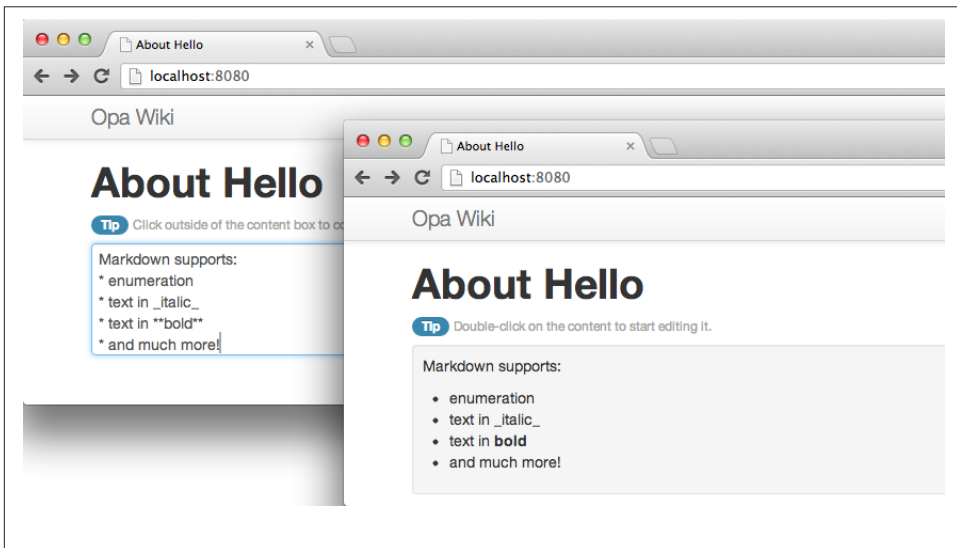 About Hello
localhost:8080
Opa Wiki
About Hello
Tip Click outside of the content box to
Markdown supports:
* enumeration
* text in _italic_
* text in **bold**
* and much more!
About Hello
localhost:8080
Opa Wiki
About Hello
Tip Double-click on the content to start editing it.
Markdown supports:
• enumeration
• text in _italic_
• text in bold
• and much more!